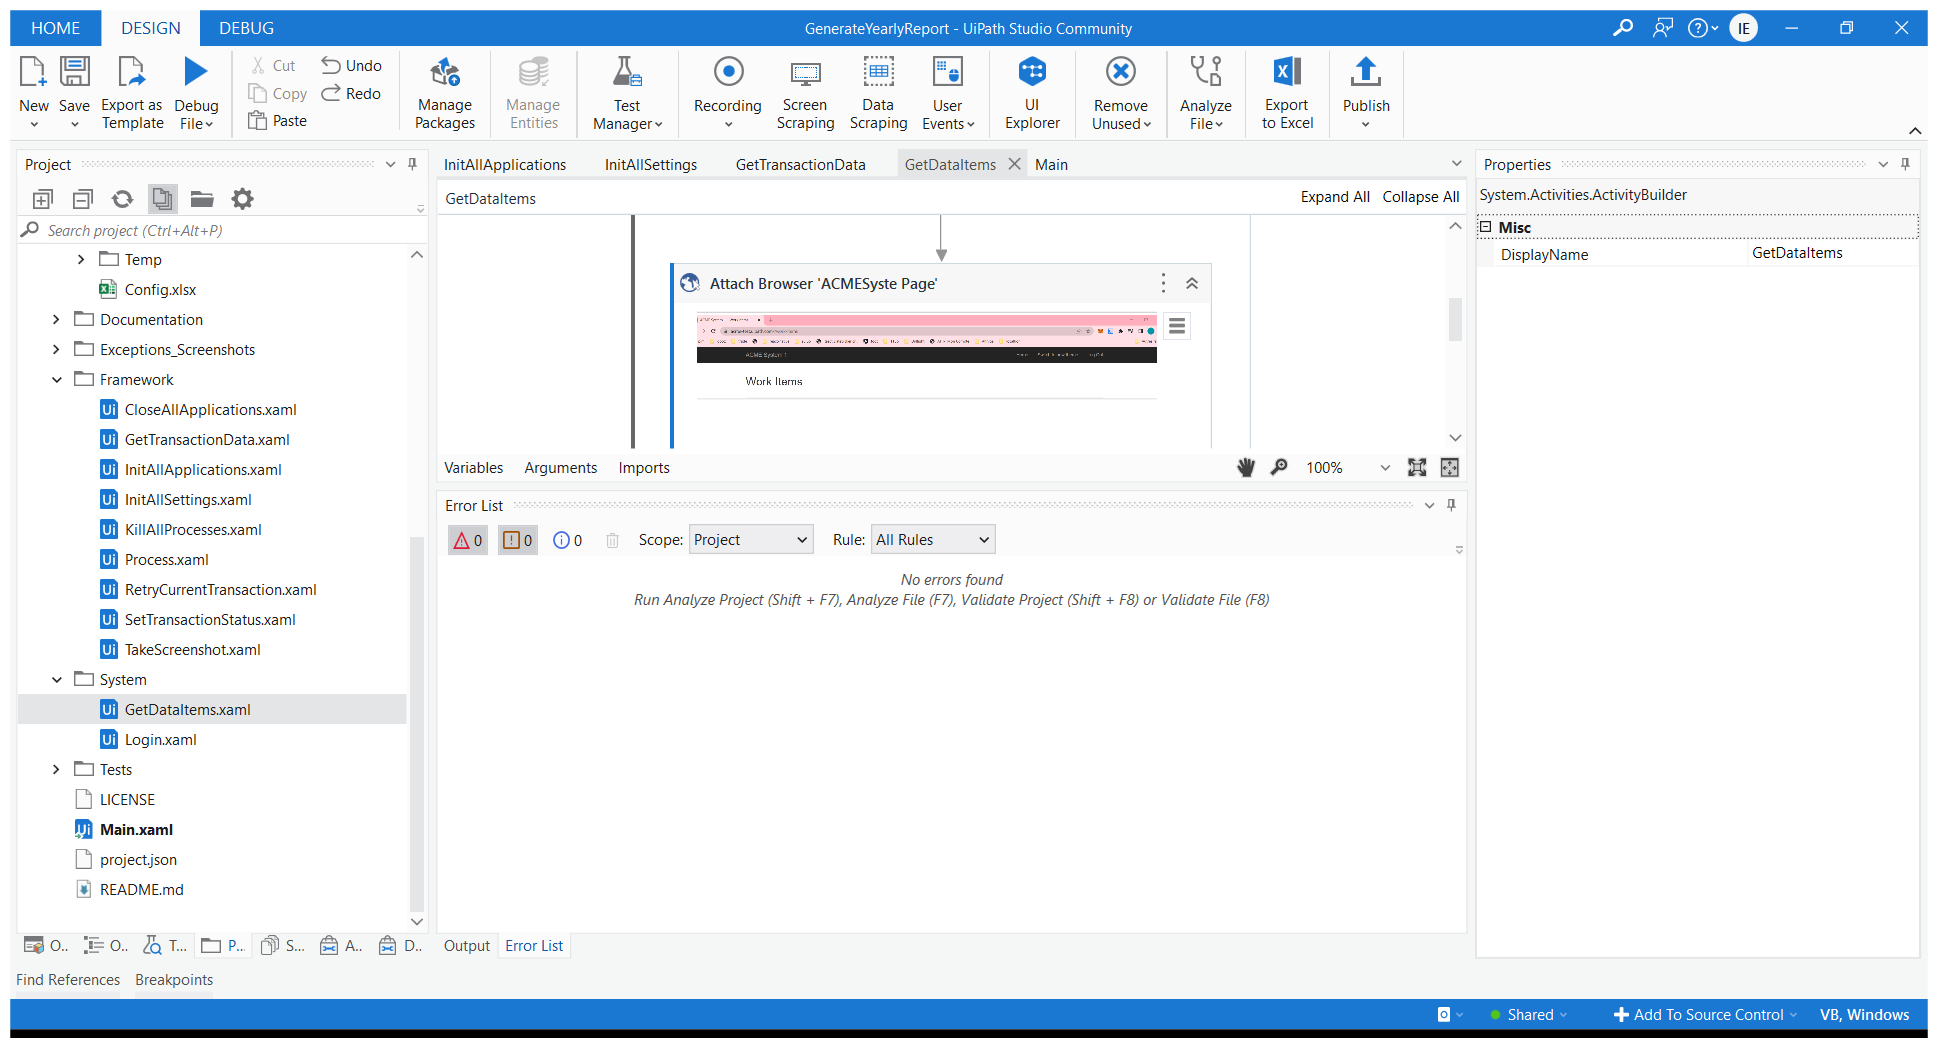 HOME DESIGN DEBUG GenerateYearlyReport - UiPath Studio Community IE
New Save Export as Template Debug File Cut Copy Paste Undo Redo Manage Packages Manage Entities Test Manager Recording Screen Scraping Data Scraping User Events UI Explorer Remove Unused Analyze File Export to Excel Publish
Project
Search project (Ctrl+Alt+P)
Temp
Config.xlsx
Documentation
Exceptions_Screenshots
Framework
CloseAllApplications.xaml
GetTransactionData.xaml
InitAllApplications.xaml
InitAllSettings.xaml
KillAllProcesses.xaml
Process.xaml
RetryCurrentTransaction.xaml
SetTransactionStatus.xaml
TakeScreenshot.xaml
System
GetDataItems.xaml
Login.xaml
Tests
LICENSE
Main.xaml
project.json
README.md
O.. O.. T... P.. S... A.. D..
Find References Breakpoints
InitAllApplications InitAllSettings GetTransactionData GetDataItems Main
GetDataItems Expand All Collapse All
Attach Browser 'ACMESyste Page'
ACME System 1
Work Items
Variables Arguments Imports 100%
Error List
0 0 0 Scope: Project Rule: All Rules
No errors found
Run Analyze Project (Shift + F7), Analyze File (F7), Validate Project (Shift + F8) or Validate File (F8)
Output Error List
Properties
System.Activities.ActivityBuilder
Misc
DisplayName GetDataItems
Shared Add To Source Control VB, Windows